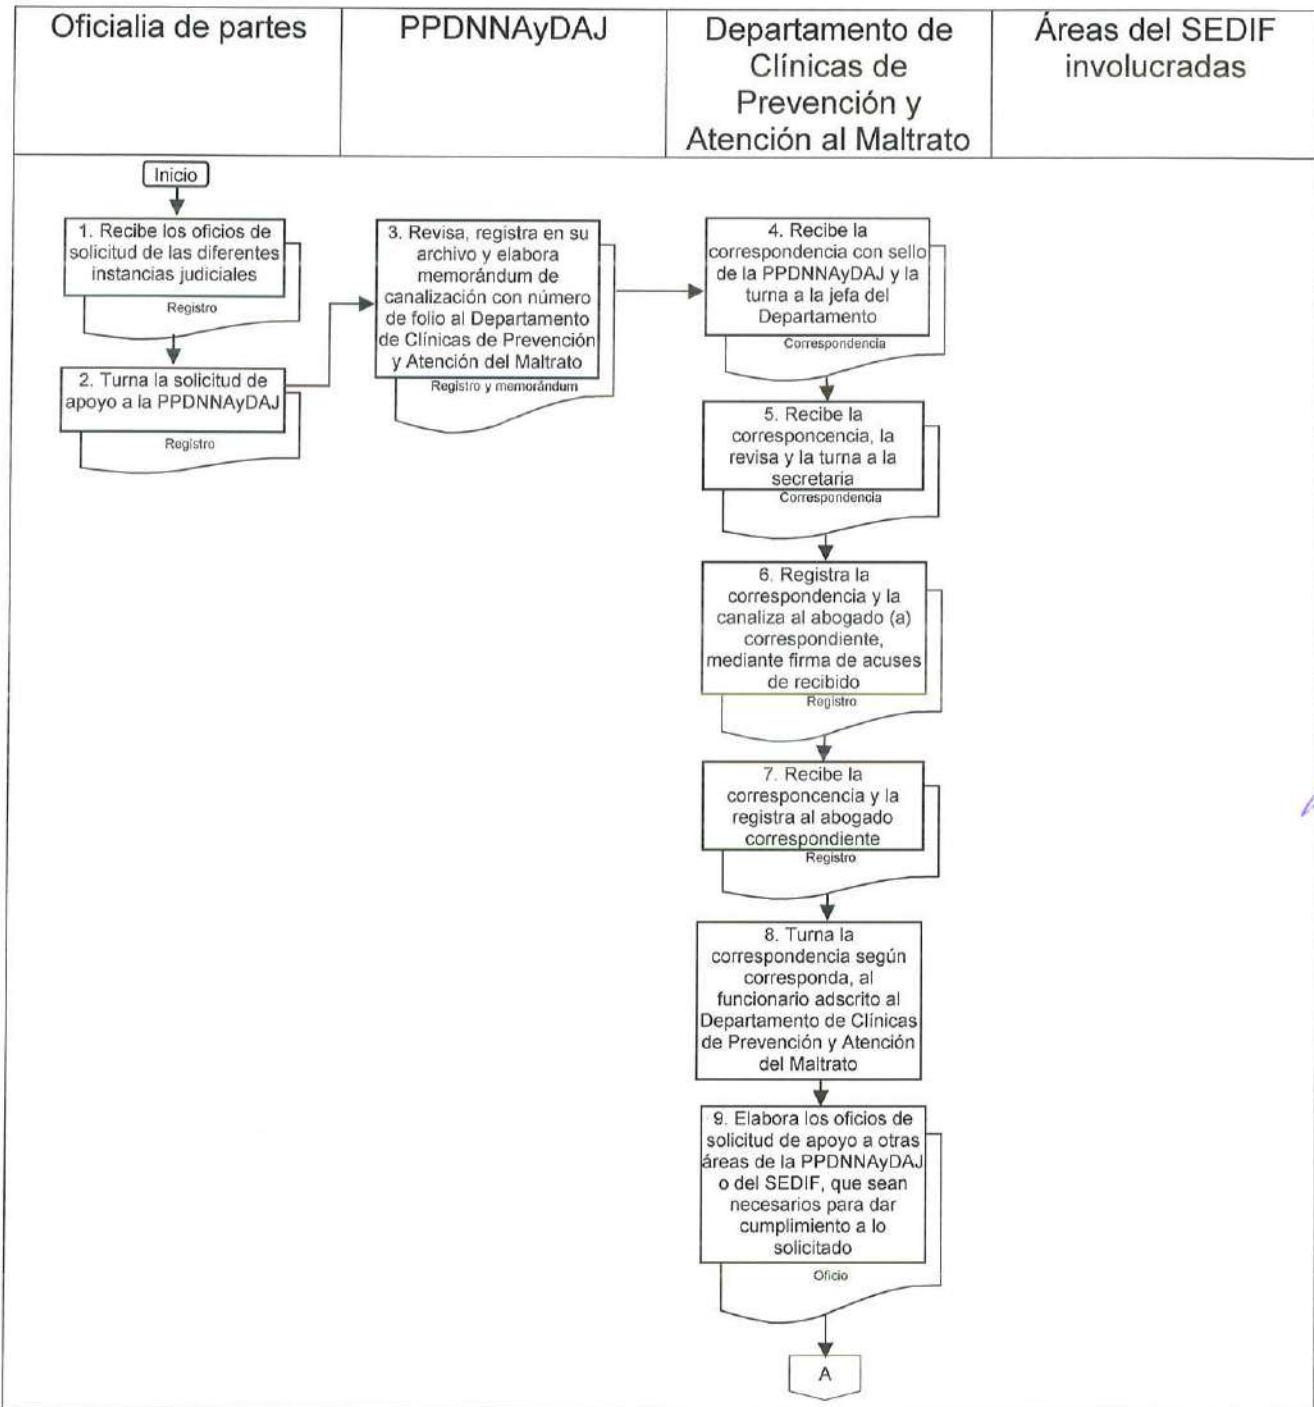 Oficialia de partes
PPDNNAyDAJ
Departamento de
Clínicas de
Prevención y
Atención al Maltrato
Áreas del SEDIF
involucradas
Inicio
1. Recibe los oficios de
solicitud de las diferentes
instancias judiciales
Registro
2. Turna la solicitud de
apoyo a la PPDNNAyDAJ
Registro
3. Revisa, registra en su
archivo y elabora
memorándum de
canalización con número
de folio al Departamento
de Clínicas de Prevención
y Atención del Maltrato
Registro y memorándum
4. Recibe la
correspondencia con sello
de la PPDNNAyDAJ y la
turna a la jefa del
Departamento
Correspondencia
5. Recibe la
corresponcencia, la
revisa y la turna a la
secretaria
Correspondencia
6. Registra la
correspondencia y la
canaliza al abogado (a)
correspondiente,
mediante firma de acuses
de recibido
Registro
7. Recibe la
corresponcencia y la
registra al abogado
correspondiente
Registro
8. Turna la
correspondencia según
corresponda, al
funcionario adscrito al
Departamento de Clínicas
de Prevención y Atención
del Maltrato
9. Elabora los oficios de
solicitud de apoyo a otras
áreas de la PPDNNAyDAJ
o del SEDIF, que sean
necesarios para dar
cumplimiento a lo
solicitado
Oficio
A